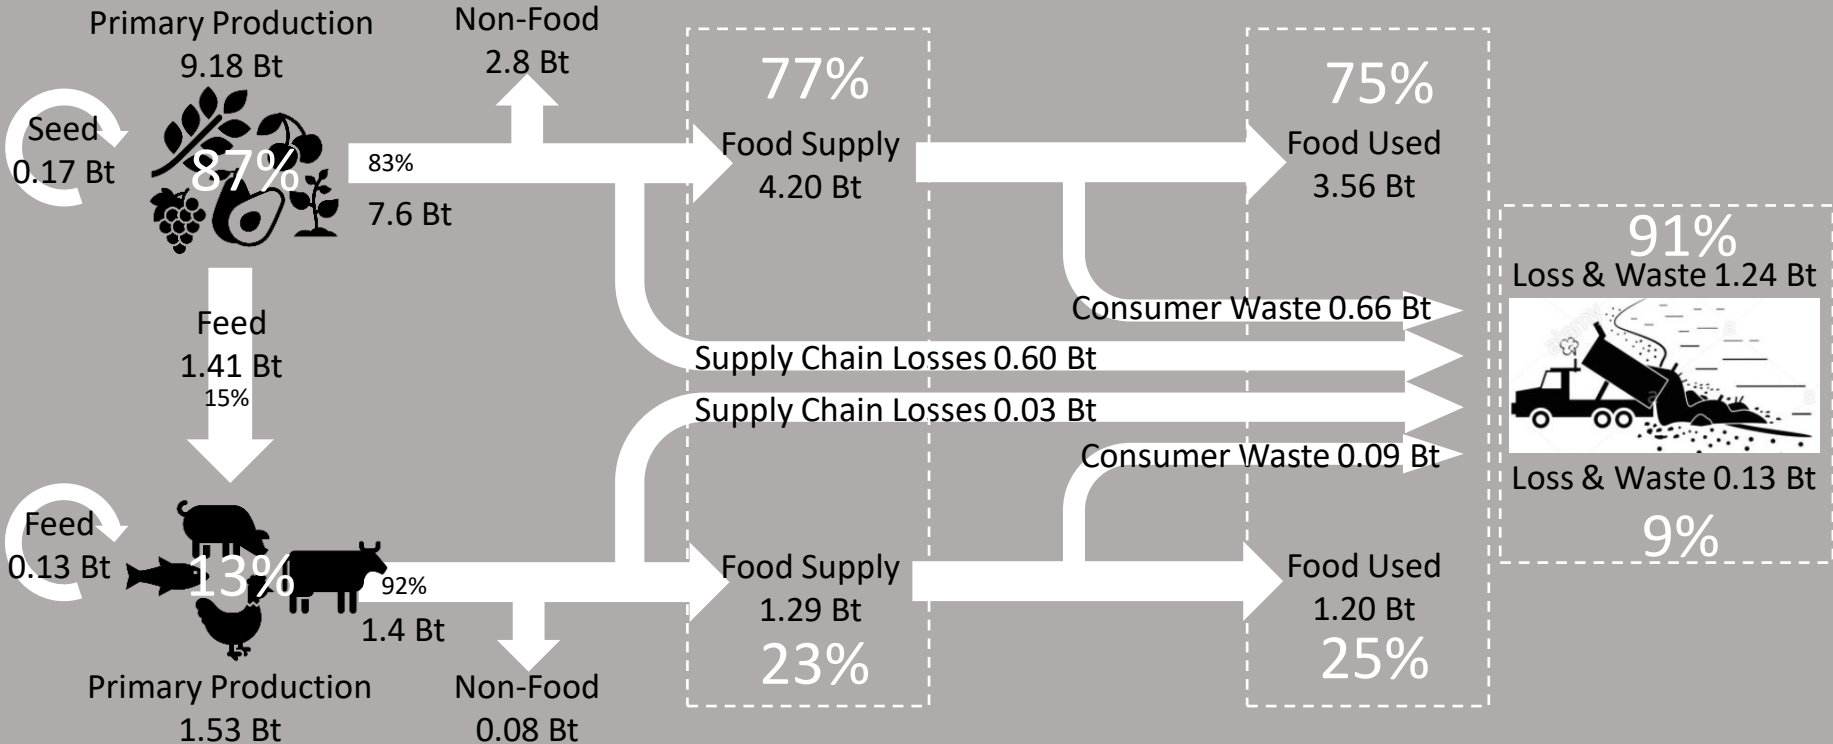 Primary Production
9.18 Bt
Non-Food
2.8 Bt
77%
75%
Seed
0.17 Bt
87%
83%
7.6 Bt
Food Supply
4.20 Bt
Food Used
3.56 Bt
91%
Loss & Waste 1.24 Bt
Feed
1.41 Bt
15%
Consumer Waste 0.66 Bt
Supply Chain Losses 0.60 Bt
Supply Chain Losses 0.03 Bt
Consumer Waste 0.09 Bt
Loss & Waste 0.13 Bt
9%
Feed
0.13 Bt
13%
92%
1.4 Bt
Food Supply
1.29 Bt
23%
Food Used
1.20 Bt
25%
Primary Production
1.53 Bt
Non-Food
0.08 Bt